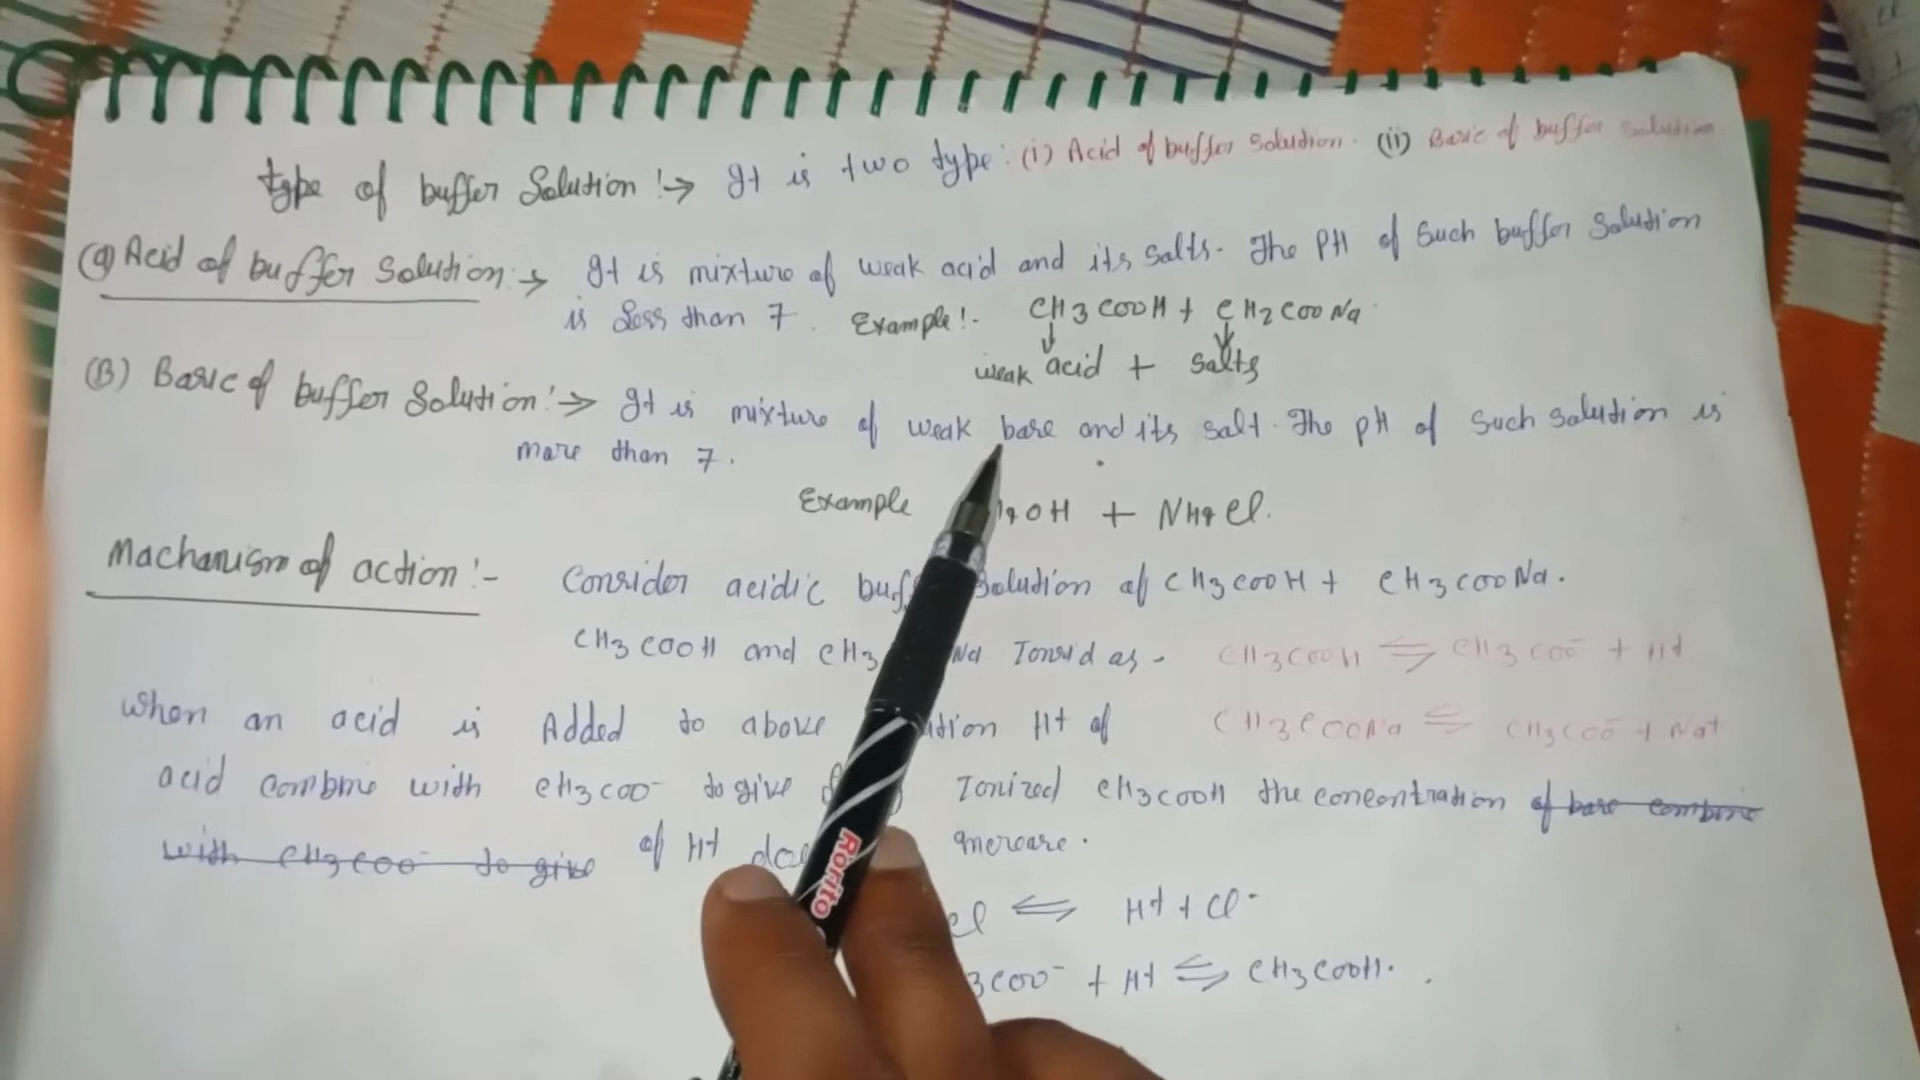 type of buffer Solution :→ It is two type: (i) Acid of buffer Solution. (ii) Basic of buffer Solution
(a) Acid of buffer Solution :→ It is mixture of weak acid and its salts. The PH of Such buffer Solution
is Less than 7. Example :- CH3COOH + CH2COONa.
weak acid + Salts
(B) Basic of buffer Solution :→ It is mixture of weak base and its salt. The pH of Such Solution is
more than 7.
Example OH + NH4Cl.
Machanism of action :- Consider acidic Solution of CH3COOH + CH3COONa.
CH3COOH and CH3 Na as - CH3COOH ⇌ CH3COO- + H+
When an acid is Added to above H+ of CH3COONa ⇌ CH3COO- + Na+
acid combine with CH3COO- to give Ionized CH3COOH the concentration of base combine
with CH3COO- to give of H+ increase.
⇌ H+ + Cl-
3COO- + H+ ⇌ CH3COOH.
Rorito